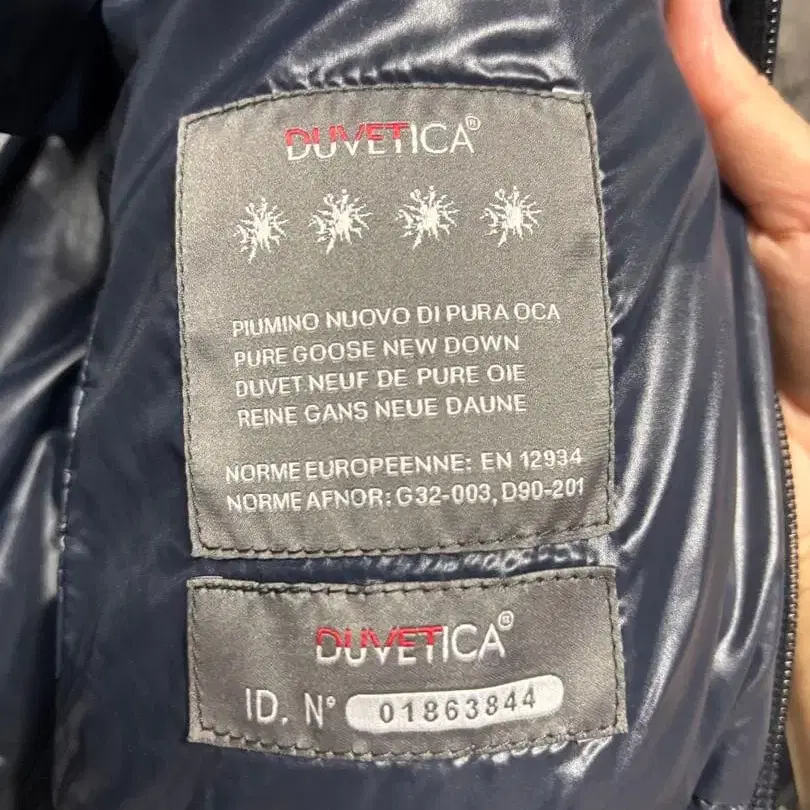 DUVETICA®
PIUMINO NUOVO DI PURA OCA
PURE GOOSE NEW DOWN
DUVET NEUF DE PURE OIE
REINE GANS NEUE DAUNE
NORME EUROPEENNE: EN 12934
NORME AFNOR: G32-003, D90-201
DUVETICA®
ID. N° 01863844